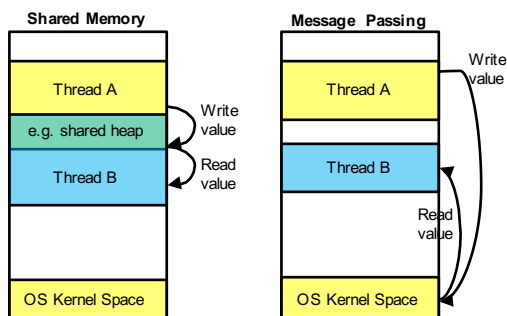 Shared Memory
Thread A
Write
value
e.g. shared heap
Read
value
Thread B
OS Kernel Space
Message Passing
Write
value
Thread A
Thread B
Read
value
OS Kernel Space